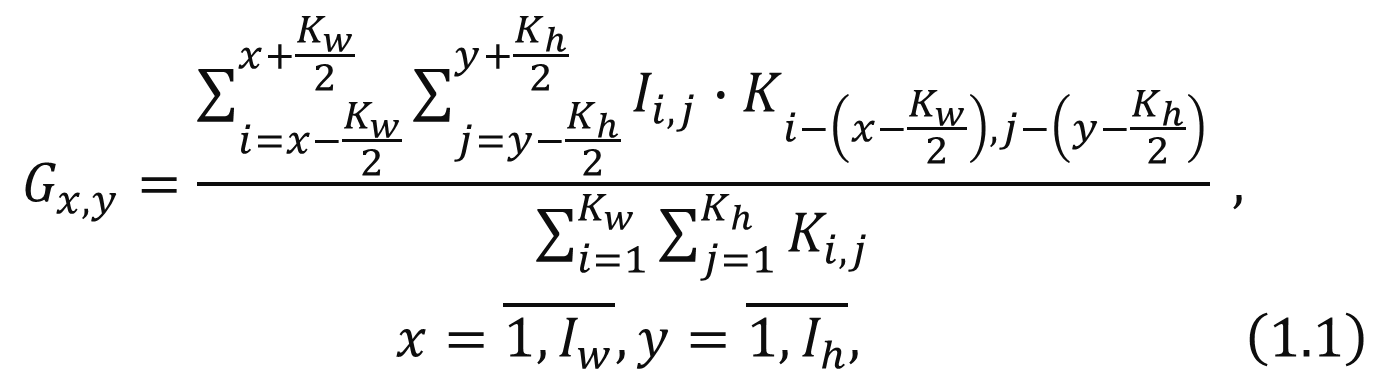 G_{x,y} = \frac{\sum_{i=x-\frac{K_w}{2}}^{x+\frac{K_w}{2}} \sum_{j=y-\frac{K_h}{2}}^{y+\frac{K_h}{2}} I_{i,j} \cdot K_{i-\left(x-\frac{K_w}{2}\right),j-\left(y-\frac{K_h}{2}\right)}}{\sum_{i=1}^{K_w} \sum_{j=1}^{K_h} K_{i,j}} ,
x = \overline{1, I_w}, y = \overline{1, I_h}, (1.1)